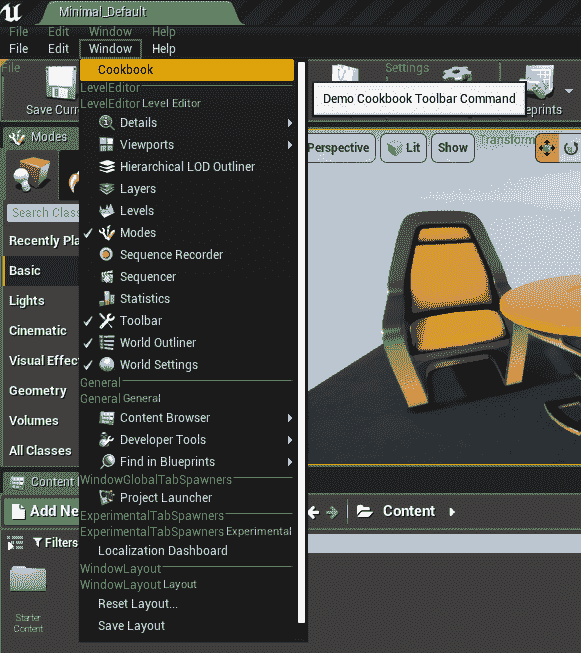 Minimal_Default
File Edit Window Help
File Edit Window Help
File
Settings
Save Curr
Cookbook
Demo Cookbook Toolbar Command
eprints
LevelEditor
LevelEditor Level Editor
Modes
Details
Viewports
Perspective
Lit
Show
Transform
Hierarchical LOD Outliner
Layers
Search Clas
Levels
Recently Pla
Modes
Sequence Recorder
Basic
Sequencer
Lights
Statistics
Cinematic
Toolbar
World Outliner
Visual Effec
World Settings
Geometry
General
General General
Volumes
Content Browser
Developer Tools
All Classes
Find in Blueprints
Content
WindowGlobalTabSpawners
Project Launcher
Add Ne
Content
ExperimentalTabSpawners
ExperimentalTabSpawners Experimental
Filters
Localization Dashboard
WindowLayout
WindowLayout Layout
Reset Layout...
Starter
Content
Save Layout